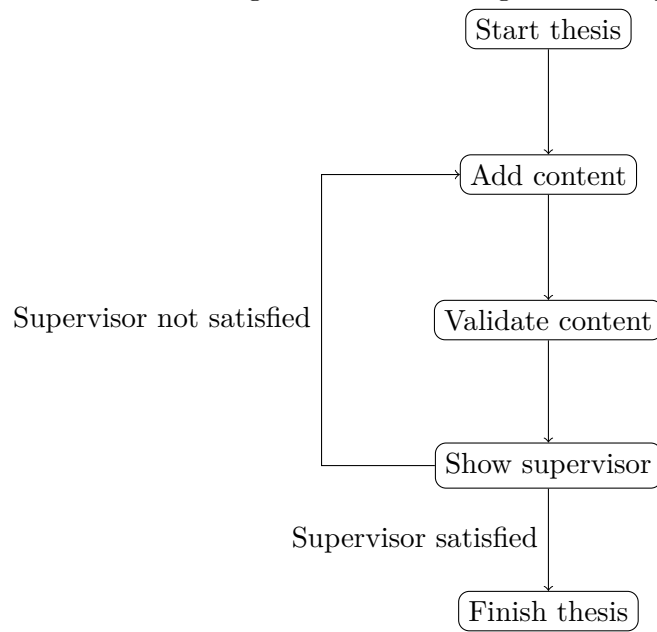 Start thesis
Add content
Supervisor not satisfied
Validate content
Show supervisor
Supervisor satisfied
Finish thesis